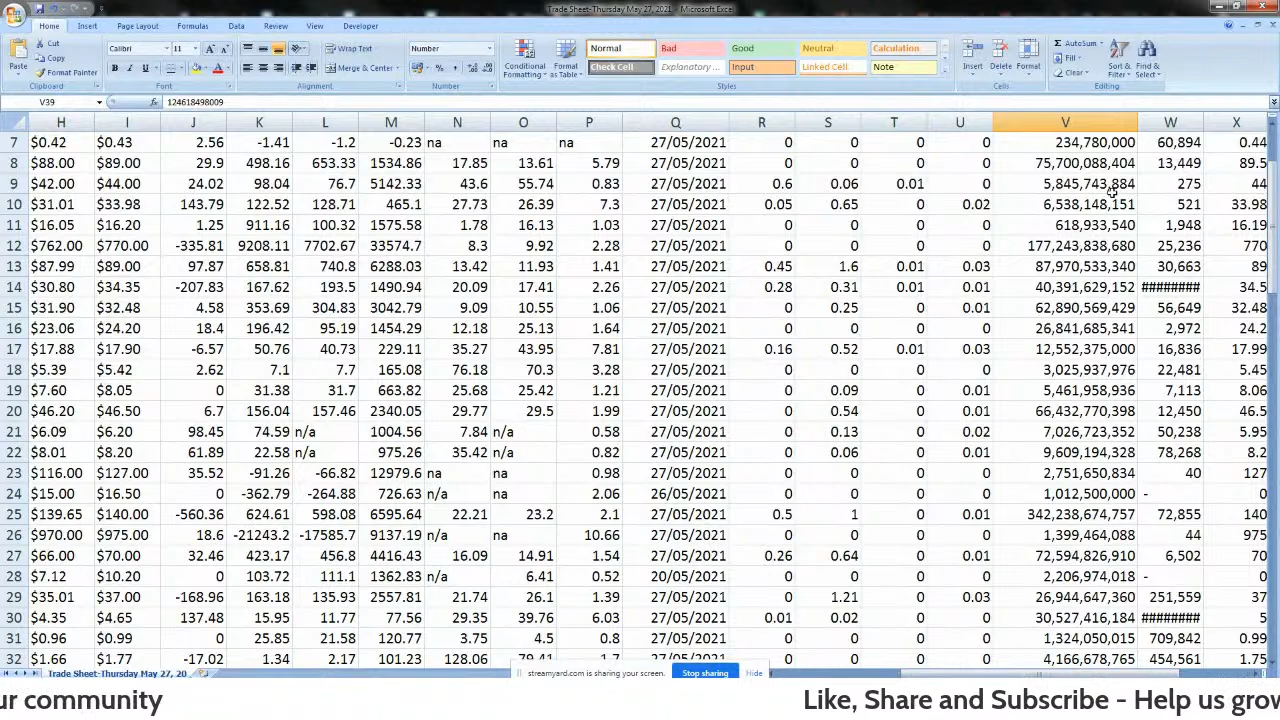 Trade Sheet-Thursday May 27, 2021 - Microsoft Excel
Home Insert Page Layout Formulas Data Review View Developer
Cut
Copy
Format Painter
Paste
Clipboard
Calibri 11
Font
Wrap Text
Merge & Center
Alignment
Number
Number
Conditional Formatting
Format as Table
Normal Bad Good Neutral Calculation
Check Cell Explanatory ... Input Linked Cell Note
Styles
Insert Delete Format
Cells
AutoSum
Fill
Clear
Sort & Filter
Find & Select
Editing
V39 fx 124618498009
H I J K L M N O P Q R S T U V W X
7 $0.42 $0.43 2.56 -1.41 -1.2 -0.23 na na na 27/05/2021 0 0 0 0 234,780,000 60,894 0.44
8 $88.00 $89.00 29.9 498.16 653.33 1534.86 17.85 13.61 5.79 27/05/2021 0 0 0 0 75,700,088,404 13,449 89.5
9 $42.00 $44.00 24.02 98.04 76.7 5142.33 43.6 55.74 0.83 27/05/2021 0.6 0.06 0.01 0 5,845,743,884 275 44
10 $31.01 $33.98 143.79 122.52 128.71 465.1 27.73 26.39 7.3 27/05/2021 0.05 0.65 0 0.02 6,538,148,151 521 33.98
11 $16.05 $16.20 1.25 911.16 100.32 1575.58 1.78 16.13 1.03 27/05/2021 0 0 0 0 618,933,540 1,948 16.19
12 $762.00 $770.00 -335.81 9208.11 7702.67 33574.7 8.3 9.92 2.28 27/05/2021 0 0 0 0 177,243,838,680 25,236 770
13 $87.99 $89.00 97.87 658.81 740.8 6288.03 13.42 11.93 1.41 27/05/2021 0.45 1.6 0.01 0.03 87,970,533,340 30,663 89
14 $30.80 $34.35 -207.83 167.62 193.5 1490.94 20.09 17.41 2.26 27/05/2021 0.28 0.31 0.01 0.01 40,391,629,152 ######## 34.5
15 $31.90 $32.48 4.58 353.69 304.83 3042.79 9.09 10.55 1.06 27/05/2021 0 0.25 0 0.01 62,890,569,429 56,649 32.48
16 $23.06 $24.20 18.4 196.42 95.19 1454.29 12.18 25.13 1.64 27/05/2021 0 0 0 0 26,841,685,341 2,972 24.2
17 $17.88 $17.90 -6.57 50.76 40.73 229.11 35.27 43.95 7.81 27/05/2021 0.16 0.52 0.01 0.03 12,552,375,000 16,836 17.99
18 $5.39 $5.42 2.62 7.1 7.7 165.08 76.18 70.3 3.28 27/05/2021 0 0 0 0 3,025,937,976 22,481 5.45
19 $7.60 $8.05 0 31.38 31.7 663.82 25.68 25.42 1.21 27/05/2021 0 0.09 0 0.01 5,461,958,936 7,113 8.06
20 $46.20 $46.50 6.7 156.04 157.46 2340.05 29.77 29.5 1.99 27/05/2021 0 0.54 0 0.01 66,432,770,398 12,450 46.5
21 $6.09 $6.20 98.45 74.59 n/a 1004.56 7.84 n/a 0.58 27/05/2021 0 0.13 0 0.02 7,026,723,352 50,238 5.95
22 $8.01 $8.20 61.89 22.58 n/a 975.26 35.42 n/a 0.82 27/05/2021 0 0.06 0 0.01 9,609,194,328 78,268 8.2
23 $116.00 $127.00 35.52 -91.26 -66.82 12979.6 na na 0.98 27/05/2021 0 0 0 0 2,751,650,834 40 127
24 $15.00 $16.50 0 -362.79 -264.88 726.63 n/a na 2.06 26/05/2021 0 0 0 0 1,012,500,000 - 0
25 $139.65 $140.00 -560.36 624.61 598.08 6595.64 22.21 23.2 2.1 27/05/2021 0.5 1 0 0.01 342,238,674,757 72,855 140
26 $970.00 $975.00 18.6 -21243.2 -17585.7 9137.19 n/a na 10.66 27/05/2021 0 0 0 0 1,399,464,088 44 975
27 $66.00 $70.00 32.46 423.17 456.8 4416.43 16.09 14.91 1.54 27/05/2021 0.26 0.64 0 0.01 72,594,826,910 6,502 70
28 $7.12 $10.20 0 103.72 111.1 1362.83 n/a 6.41 0.52 20/05/2021 0 0 0 0 2,206,974,018 - 0
29 $35.01 $37.00 -168.96 163.18 135.93 2557.81 21.74 26.1 1.39 27/05/2021 0 1.21 0 0.03 26,944,647,360 251,559 37
30 $4.35 $4.65 137.48 15.95 11.77 77.56 29.35 39.76 6.03 27/05/2021 0.01 0.02 0 0 30,527,416,184 ######## 5
31 $0.96 $0.99 0 25.85 21.58 120.77 3.75 4.5 0.8 27/05/2021 0 0 0 0 1,324,050,015 709,842 0.99
32 $1.66 $1.77 -17.02 1.34 2.17 101.23 128.06 79.41 1.7 27/05/2021 0 0 0 0 4,166,678,765 454,561 1.75
Trade Sheet-Thursday May 27, 20
streamyard.com is sharing your screen. Stop sharing Hide
ur community Like, Share and Subscribe - Help us grow